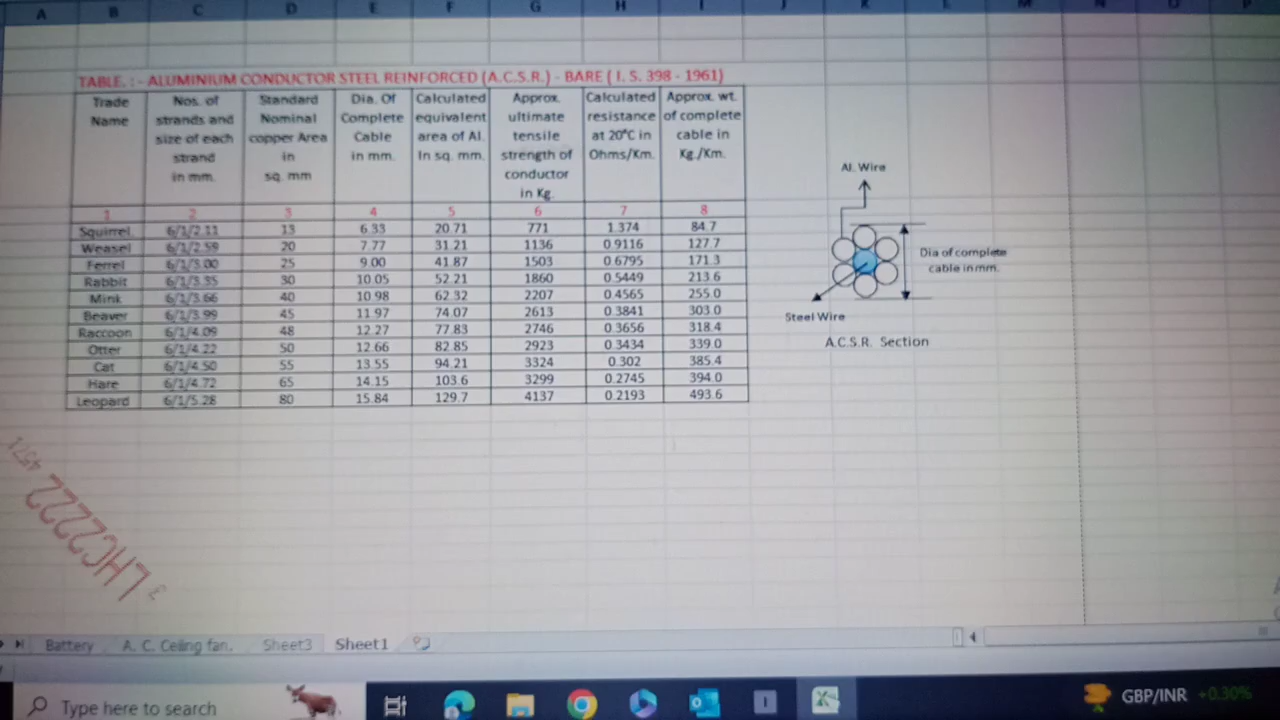 A B C D E F G H I J K L M N O P
TABLE. :- ALUMINIUM CONDUCTOR STEEL REINFORCED (A.C.S.R.) - BARE ( I. S. 398 - 1961)
Trade Name Nos. of strands and size of each strand in mm. Standard Nominal copper Area in sq. mm Dia. Of Complete Cable in mm. Calculated equivalent area of Al. In sq. mm. Approx. ultimate tensile strength of conductor in Kg. Calculated resistance at 20°C in Ohms/Km. Approx. wt. of complete cable in Kg./Km.
1 2 3 4 5 6 7 8
Squirrel 6/1/2.11 13 6.33 20.71 771 1.374 84.7
Weasel 6/1/2.59 20 7.77 31.21 1136 0.9116 127.7
Ferrel 6/1/3.00 25 9.00 41.87 1503 0.6795 171.3
Rabbit 6/1/3.35 30 10.05 52.21 1860 0.5449 213.6
Mink 6/1/3.66 40 10.98 62.32 2207 0.4565 255.0
Beaver 6/1/3.99 45 11.97 74.07 2613 0.3841 303.0
Raccoon 6/1/4.09 48 12.27 77.83 2746 0.3656 318.4
Otter 6/1/4.22 50 12.66 82.85 2923 0.3434 339.0
Cat 6/1/4.50 55 13.55 94.21 3324 0.302 385.4
Hare 6/1/4.72 65 14.15 103.6 3299 0.2745 394.0
Leopard 6/1/5.28 80 15.84 129.7 4137 0.2193 493.6
Al. Wire
Dia of complete
cable in mm.
Steel Wire
A.C.S.R. Section
4571
3 LHC2222
Battery A. C. Ceiling fan. Sheet3 Sheet1
Type here to search
GBP/INR +0.30%